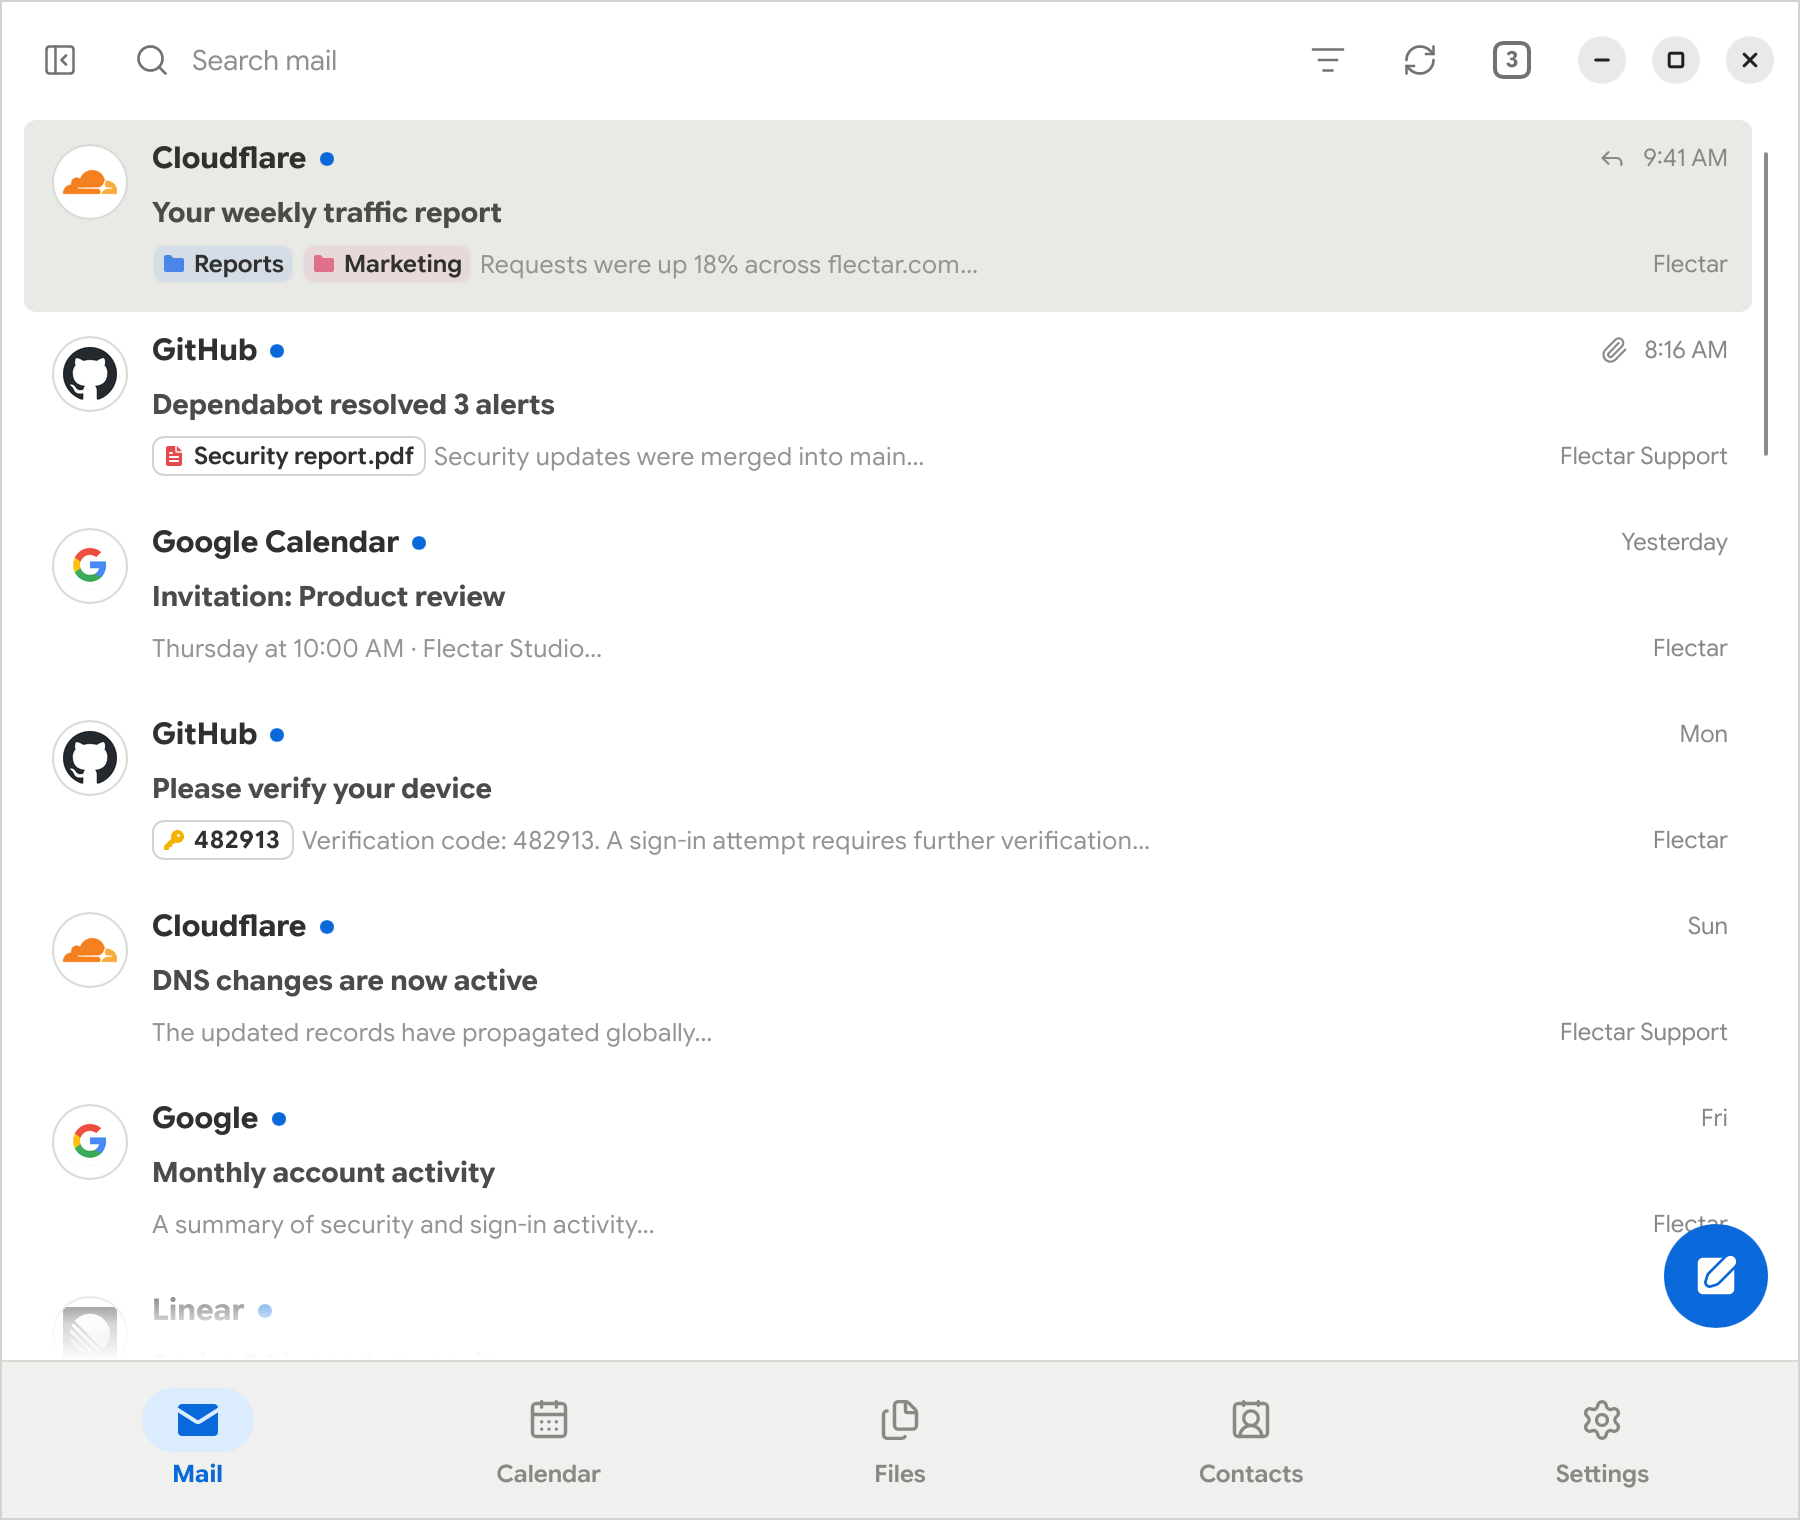 Search mail
3
Cloudflare
9:41 AM
Your weekly traffic report
Reports Marketing Requests were up 18% across flectar.com...
Flectar
GitHub
8:16 AM
Dependabot resolved 3 alerts
Security report.pdf Security updates were merged into main...
Flectar Support
Google Calendar
Yesterday
Invitation: Product review
Thursday at 10:00 AM · Flectar Studio...
Flectar
GitHub
Mon
Please verify your device
482913 Verification code: 482913. A sign-in attempt requires further verification...
Flectar
Cloudflare
Sun
DNS changes are now active
The updated records have propagated globally...
Flectar Support
Google
Fri
Monthly account activity
A summary of security and sign-in activity...
Flectar
Linear
Mail
Calendar
Files
Contacts
Settings